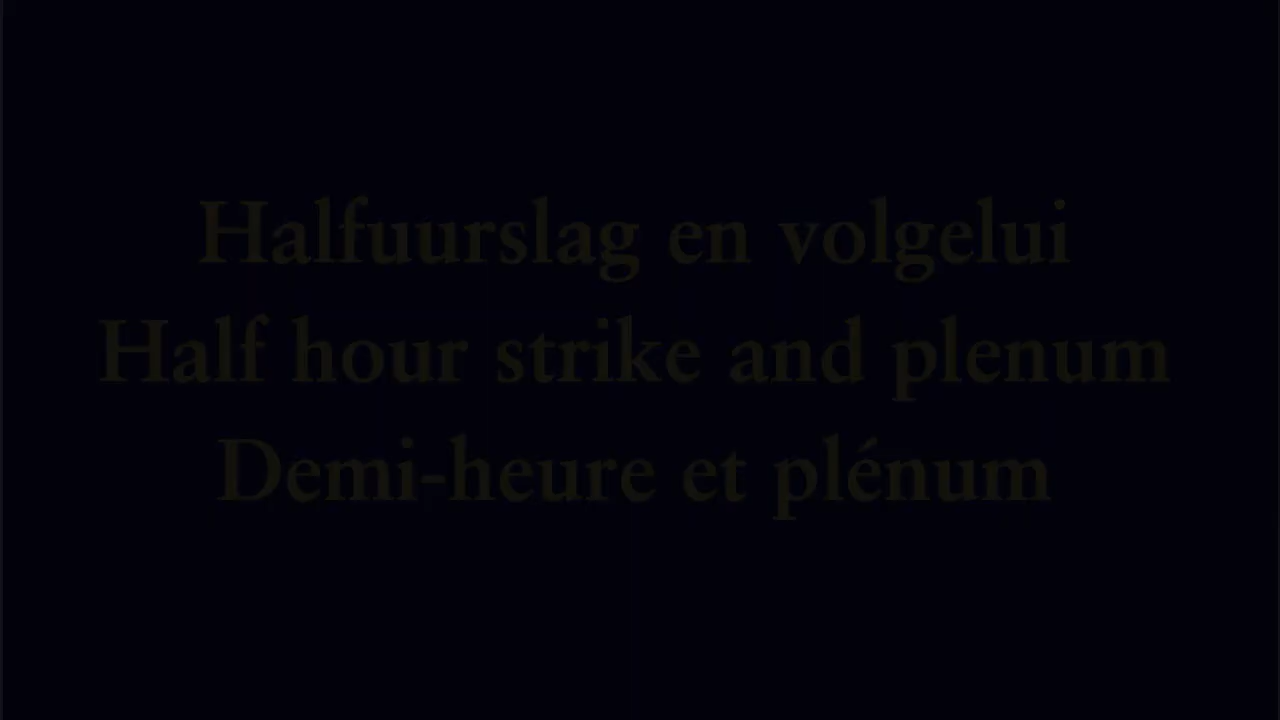 Halfuurslag en volgelui
Half hour strike and plenum
Demi-heure et plénum